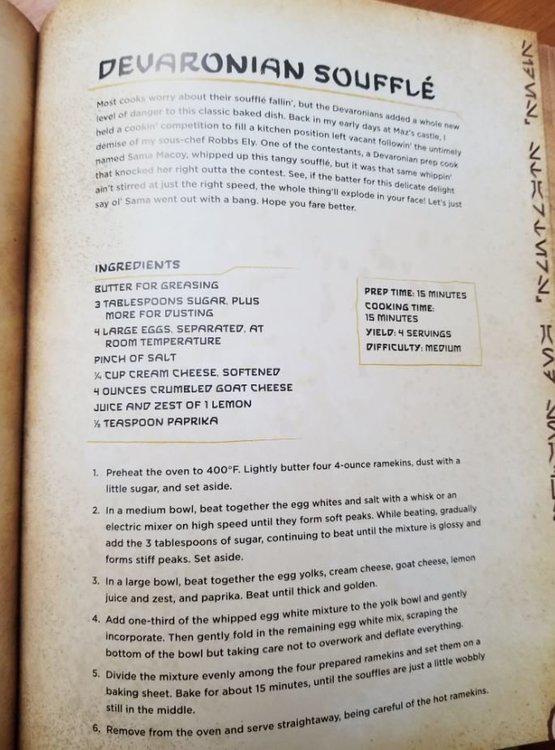 DEVARONIAN SOUFFLÉ
Most cooks worry about their soufflé fallin', but the Devaronians added a whole new
level of danger to this classic baked dish. Back in my early days at Maz's castle, I
held a cookin' competition to fill a kitchen position left vacant followin' the untimely
demise of my sous-chef Robbs Ely. One of the contestants, a Devaronian prep cook
named Sama Macoy, whipped up this tangy soufflé, but it was that same whippin'
that knocked her right outta the contest. See, if the batter for this delicate delight
ain't stirred at just the right speed, the whole thing'll explode in your face! Let's just
say ol' Sama went out with a bang. Hope you fare better.
INGREDIENTS
BUTTER FOR GREASING
3 TABLESPOONS SUGAR, PLUS
MORE FOR DUSTING
4 LARGE EGGS, SEPARATED, AT
ROOM TEMPERATURE
PINCH OF SALT
¼ CUP CREAM CHEESE, SOFTENED
4 OUNCES CRUMBLED GOAT CHEESE
JUICE AND ZEST OF 1 LEMON
TEASPOON PAPRIKA
PREP TIME: 15 MINUTES
COOKING TIME:
15 MINUTES
YIELD: 4 SERVINGS
DIFFICULTY: MEDIUM
1. Preheat the oven to 400°F. Lightly butter four 4-ounce ramekins, dust with a
little sugar, and set aside.
2. In a medium bowl, beat together the egg whites and salt with a whisk or an
electric mixer on high speed until they form soft peaks. While beating, gradually
add the 3 tablespoons of sugar, continuing to beat until the mixture is glossy and
forms stiff peaks. Set aside.
3. In a large bowl, beat together the egg yolks, cream cheese, goat cheese, lemon
juice and zest, and paprika. Beat until thick and golden.
4. Add one-third of the whipped egg white mixture to the yolk bowl and gently
incorporate. Then gently fold in the remaining egg white mix, scraping the
bottom of the bowl but taking care not to overwork and deflate everything.
5. Divide the mixture evenly among the four prepared ramekins and set them on a
baking sheet. Bake for about 15 minutes, until the souffles are just a little wobbly
still in the middle.
6. Remove from the oven and serve straightaway, being careful of the hot ramekins.